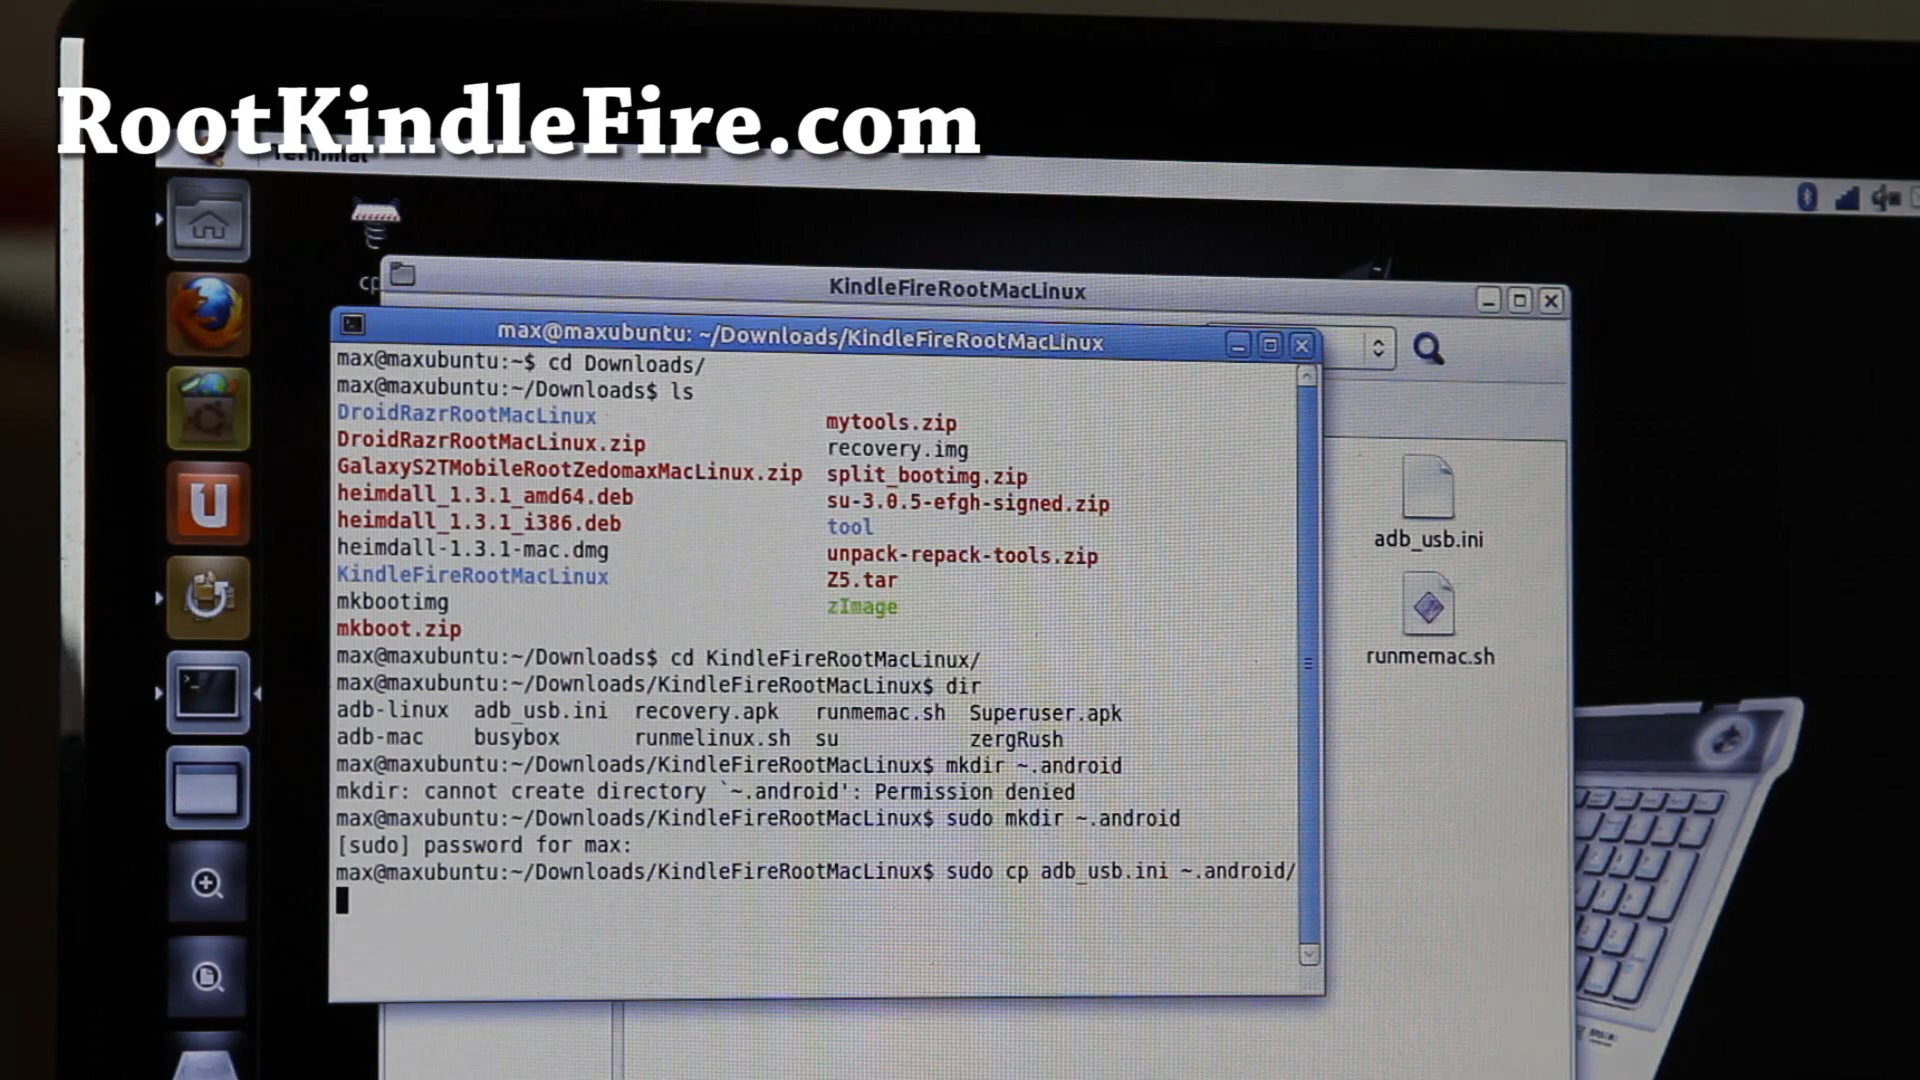 RootKindleFire.com
Terminal
cp
KindleFireRootMacLinux
max@maxubuntu: ~/Downloads/KindleFireRootMacLinux
max@maxubuntu:~$ cd Downloads/
max@maxubuntu:~/Downloads$ ls
DroidRazrRootMacLinux mytools.zip
DroidRazrRootMacLinux.zip recovery.img
GalaxyS2TMobileRootZedomaxMacLinux.zip split_bootimg.zip
heimdall_1.3.1_amd64.deb su-3.0.5-efgh-signed.zip
heimdall_1.3.1_i386.deb tool
heimdall-1.3.1-mac.dmg unpack-repack-tools.zip
KindleFireRootMacLinux Z5.tar
mkbootimg zImage
mkboot.zip
max@maxubuntu:~/Downloads$ cd KindleFireRootMacLinux/
max@maxubuntu:~/Downloads/KindleFireRootMacLinux$ dir
adb-linux adb_usb.ini recovery.apk runmemac.sh Superuser.apk
adb-mac busybox runmelinux.sh su zergRush
max@maxubuntu:~/Downloads/KindleFireRootMacLinux$ mkdir ~.android
mkdir: cannot create directory `~.android': Permission denied
max@maxubuntu:~/Downloads/KindleFireRootMacLinux$ sudo mkdir ~.android
[sudo] password for max:
max@maxubuntu:~/Downloads/KindleFireRootMacLinux$ sudo cp adb_usb.ini ~.android/
adb_usb.ini
runmemac.sh